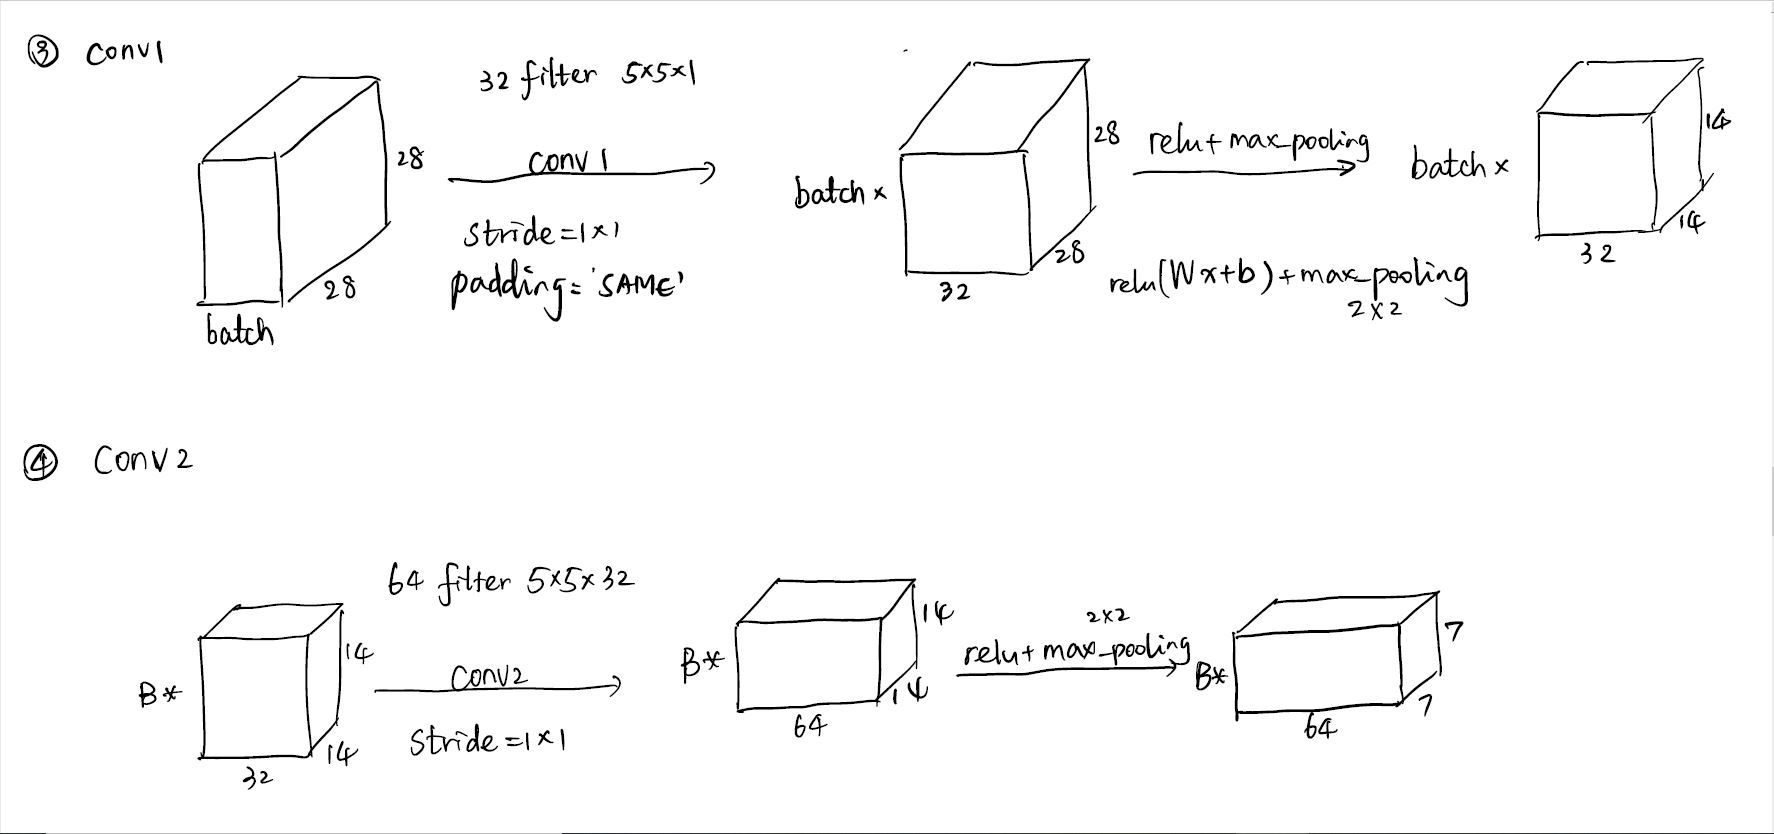 ③ Conv1
32 filter 5x5x1
Conv 1
Stride=1x1
padding='SAME'
28
28
batch
batch x
28
28
32
relu+max_pooling
relu(Wx+b)+max_pooling
2x2
batch x
14
14
32
④ Conv2
B*
14
14
32
64 filter 5x5x32
Conv2
Stride=1x1
B*
14
14
64
2x2
relu+max_pooling
B*
7
7
64